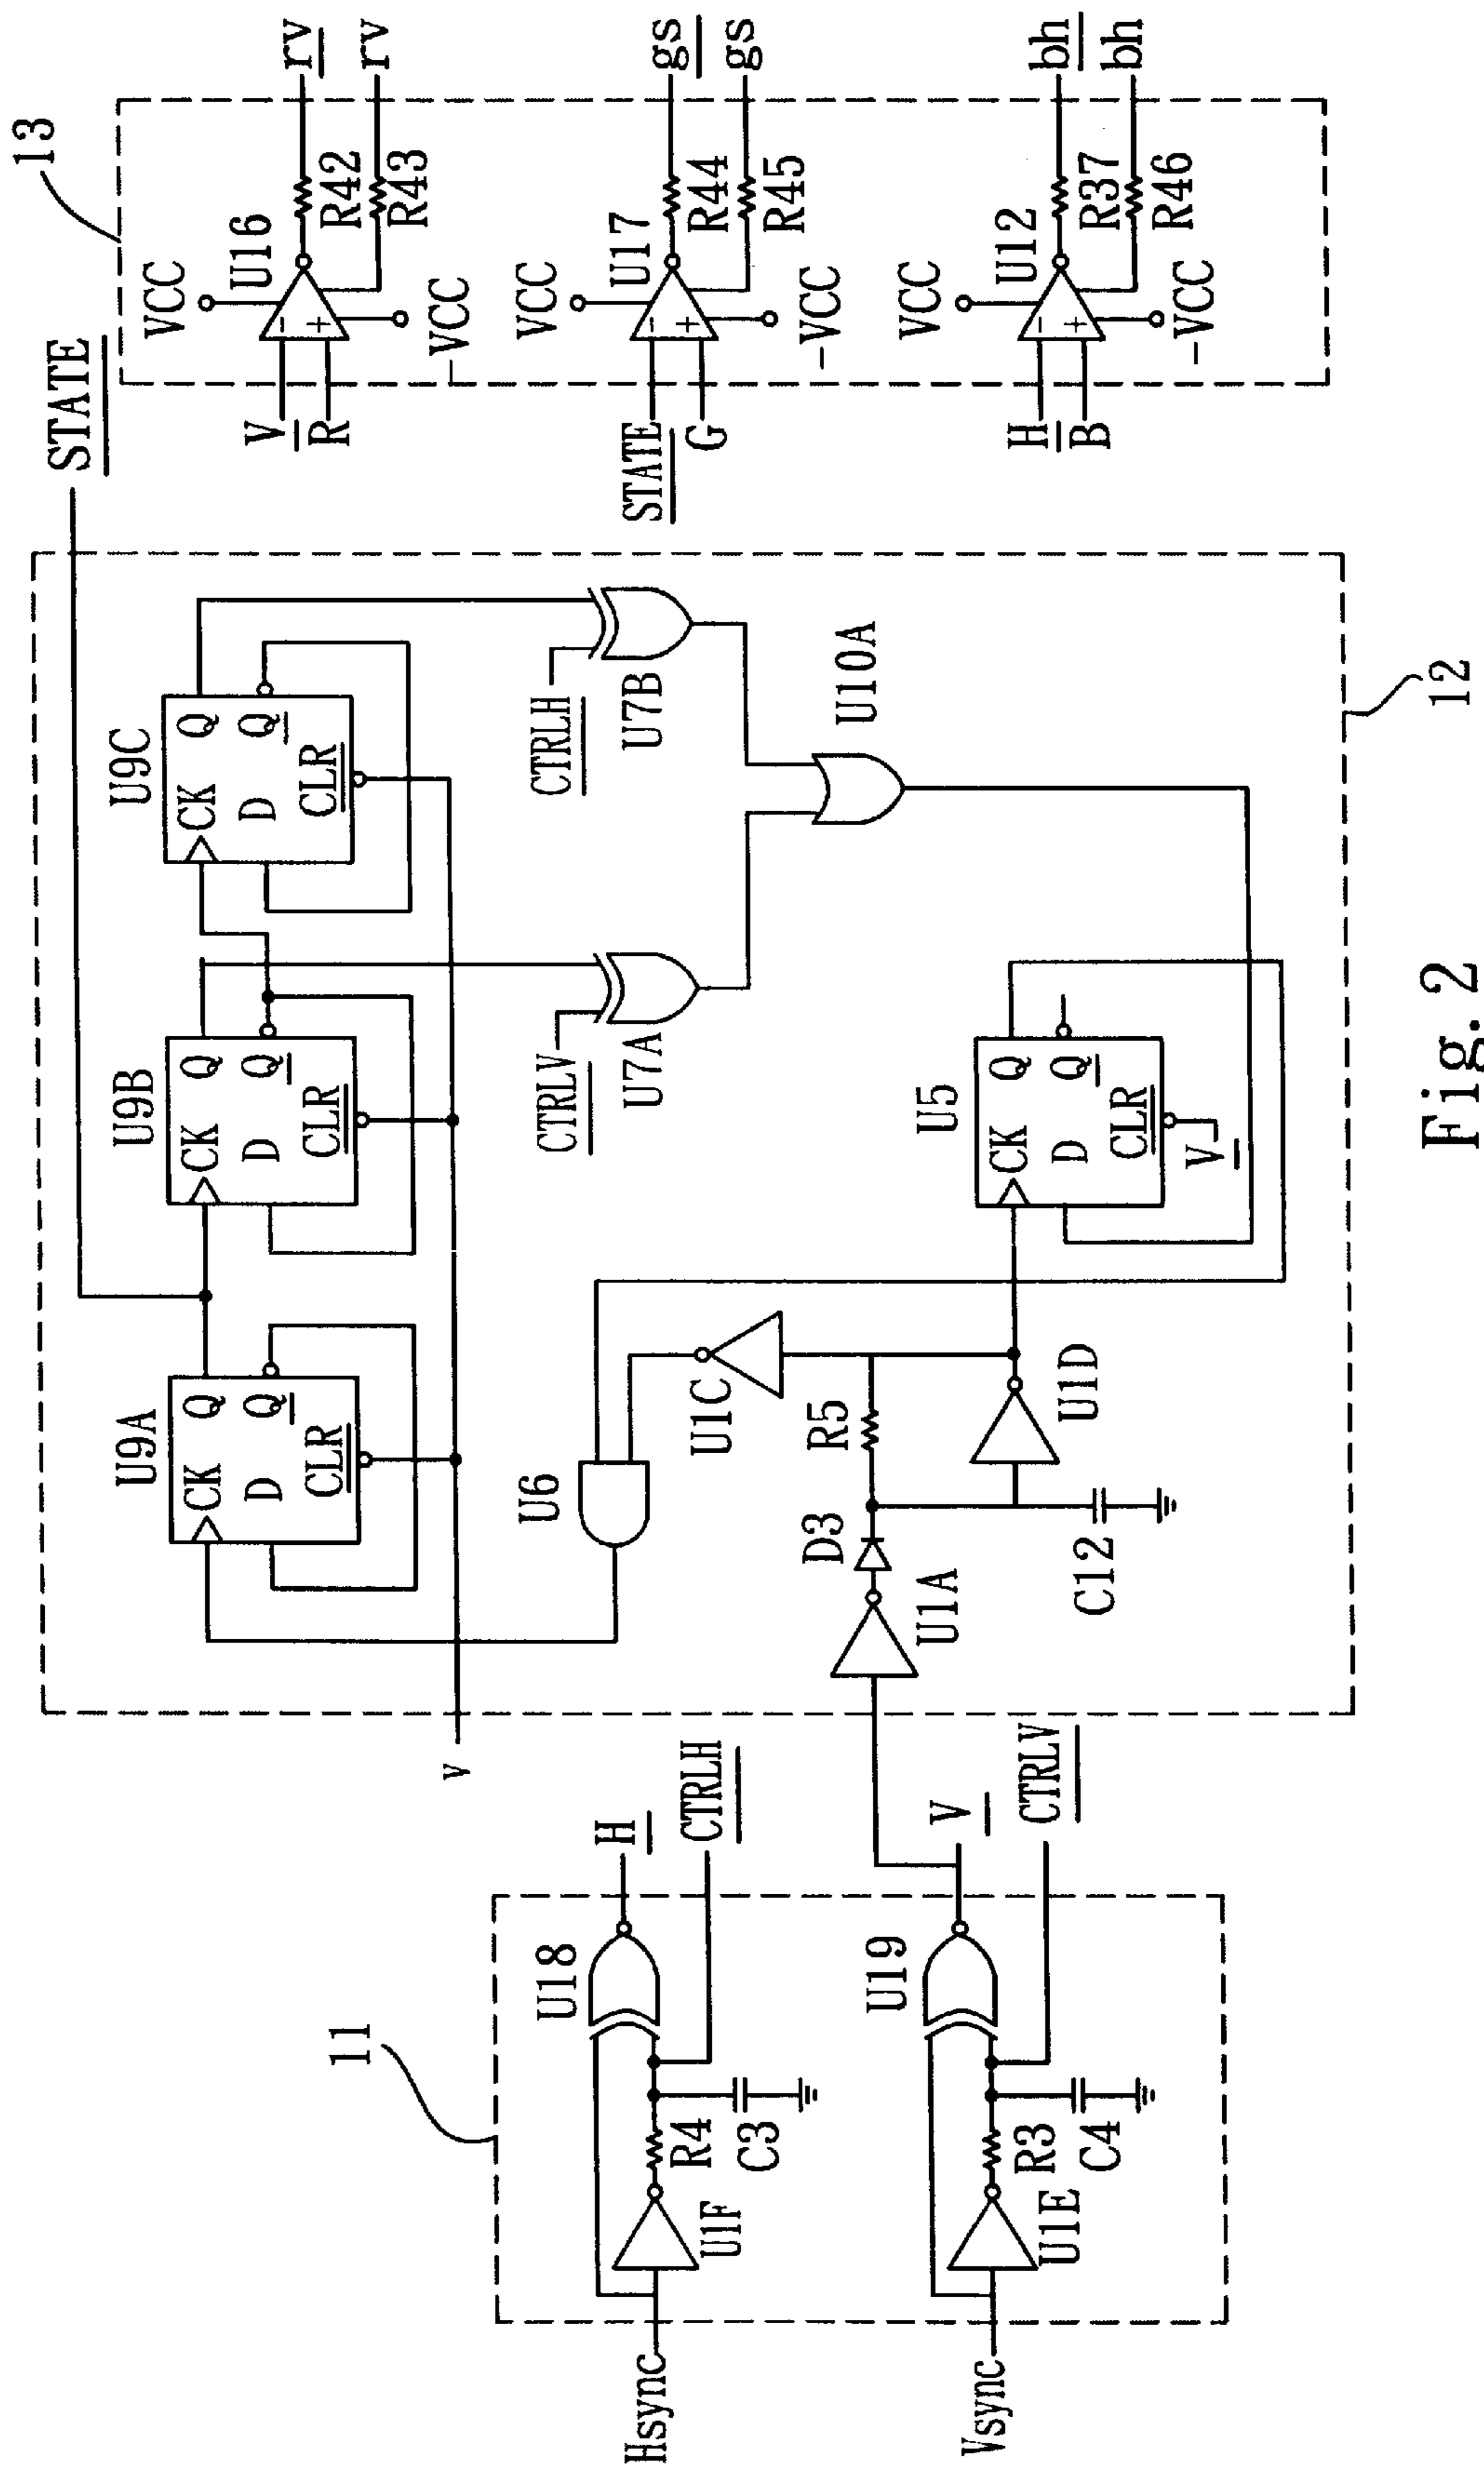 11
Hsync
U1F
R4
C3
U18
H
CTRLH
Vsync
U1E
R3
C4
U19
V
CTRLV
12
STATE
U9A
CK
Q
D
Q
CLR
U9B
CK
Q
D
Q
CLR
U9C
CK
Q
D
Q
CLR
V
U6
U1C
CTRLV
U7A
CTRLH
U7B
U10A
U1A
D3
R5
C12
U1D
U5
CK
Q
D
Q
CLR
V
13
VCC
U16
V
-
R
+
-VCC
R42
rv
R43
rv
VCC
U17
STATE
-
G
+
-VCC
R44
gs
R45
gs
VCC
U12
H
-
B
+
-VCC
R37
bh
R46
bh
Fig. 2